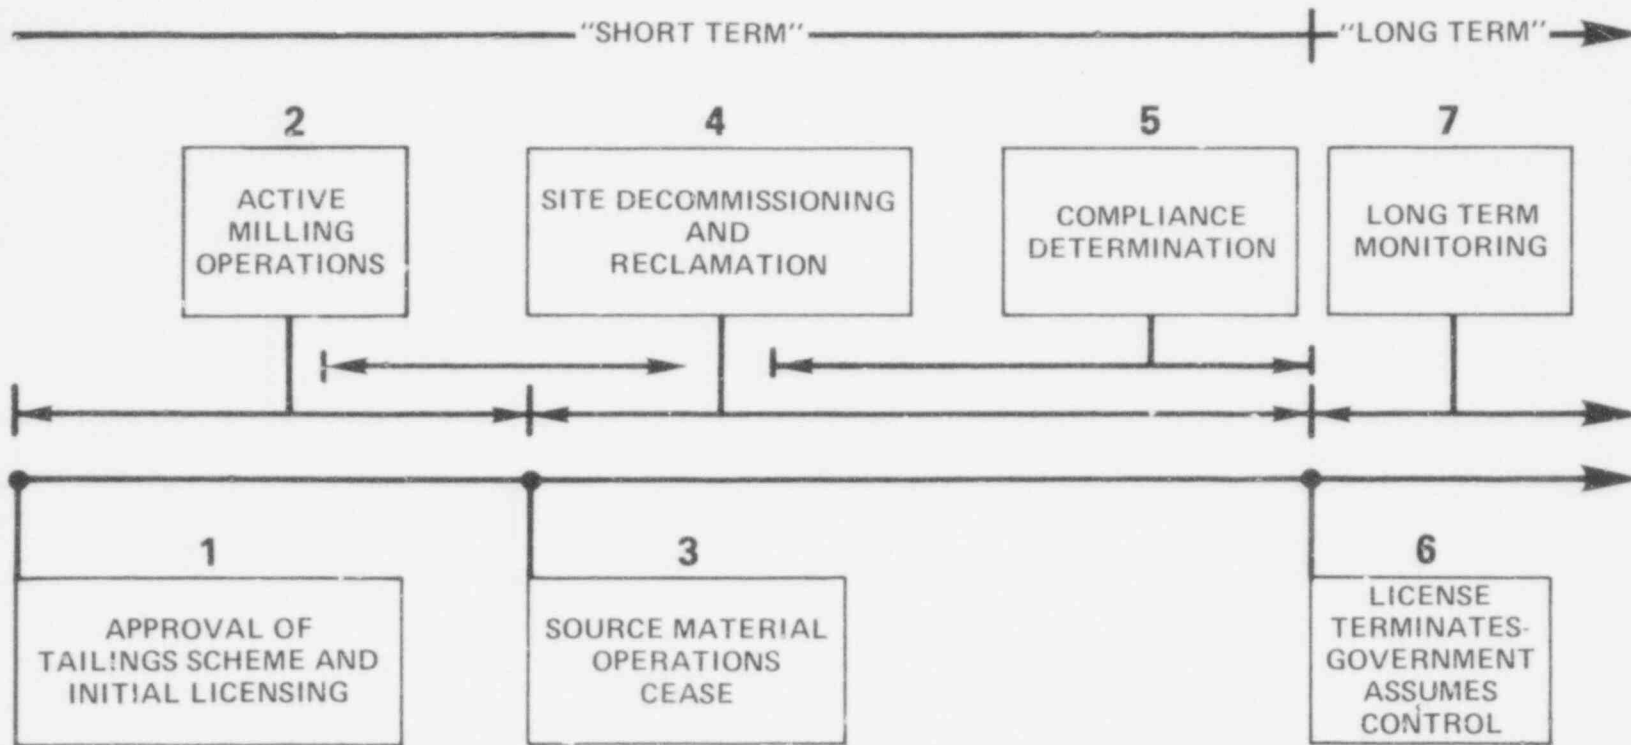 "SHORT TERM" "LONG TERM"
2
ACTIVE
MILLING
OPERATIONS
4
SITE DECOMMISSIONING
AND
RECLAMATION
5
COMPLIANCE
DETERMINATION
7
LONG TERM
MONITORING
1
APPROVAL OF
TAILINGS SCHEME AND
INITIAL LICENSING
3
SOURCE MATERIAL
OPERATIONS
CEASE
6
LICENSE
TERMINATES-
GOVERNMENT
ASSUMES
CONTROL